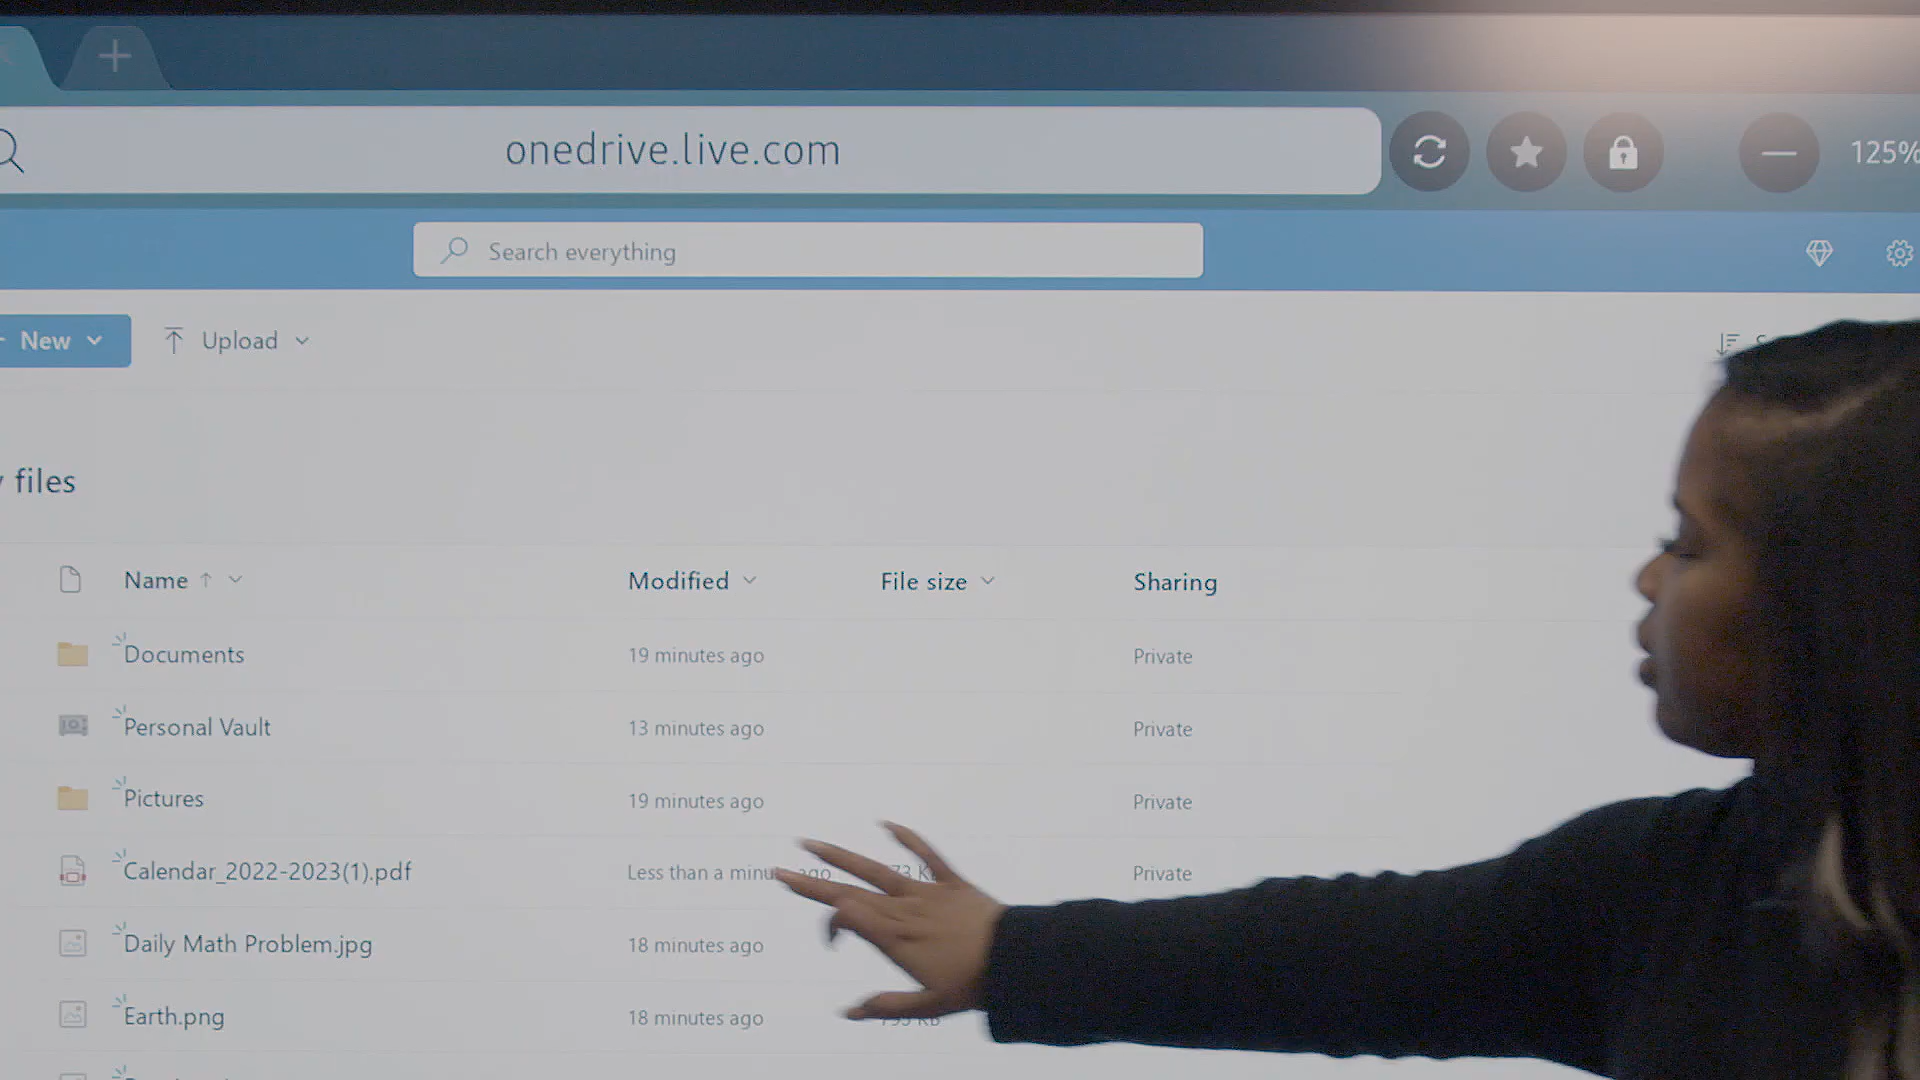 onedrive.live.com
125%
Search everything
New
Upload
files
Name
Modified
File size
Sharing
Documents
19 minutes ago
Private
Personal Vault
13 minutes ago
Private
Pictures
19 minutes ago
Private
Calendar_2022-2023(1).pdf
Less than a minute ago
Private
Daily Math Problem.jpg
18 minutes ago
Earth.png
18 minutes ago